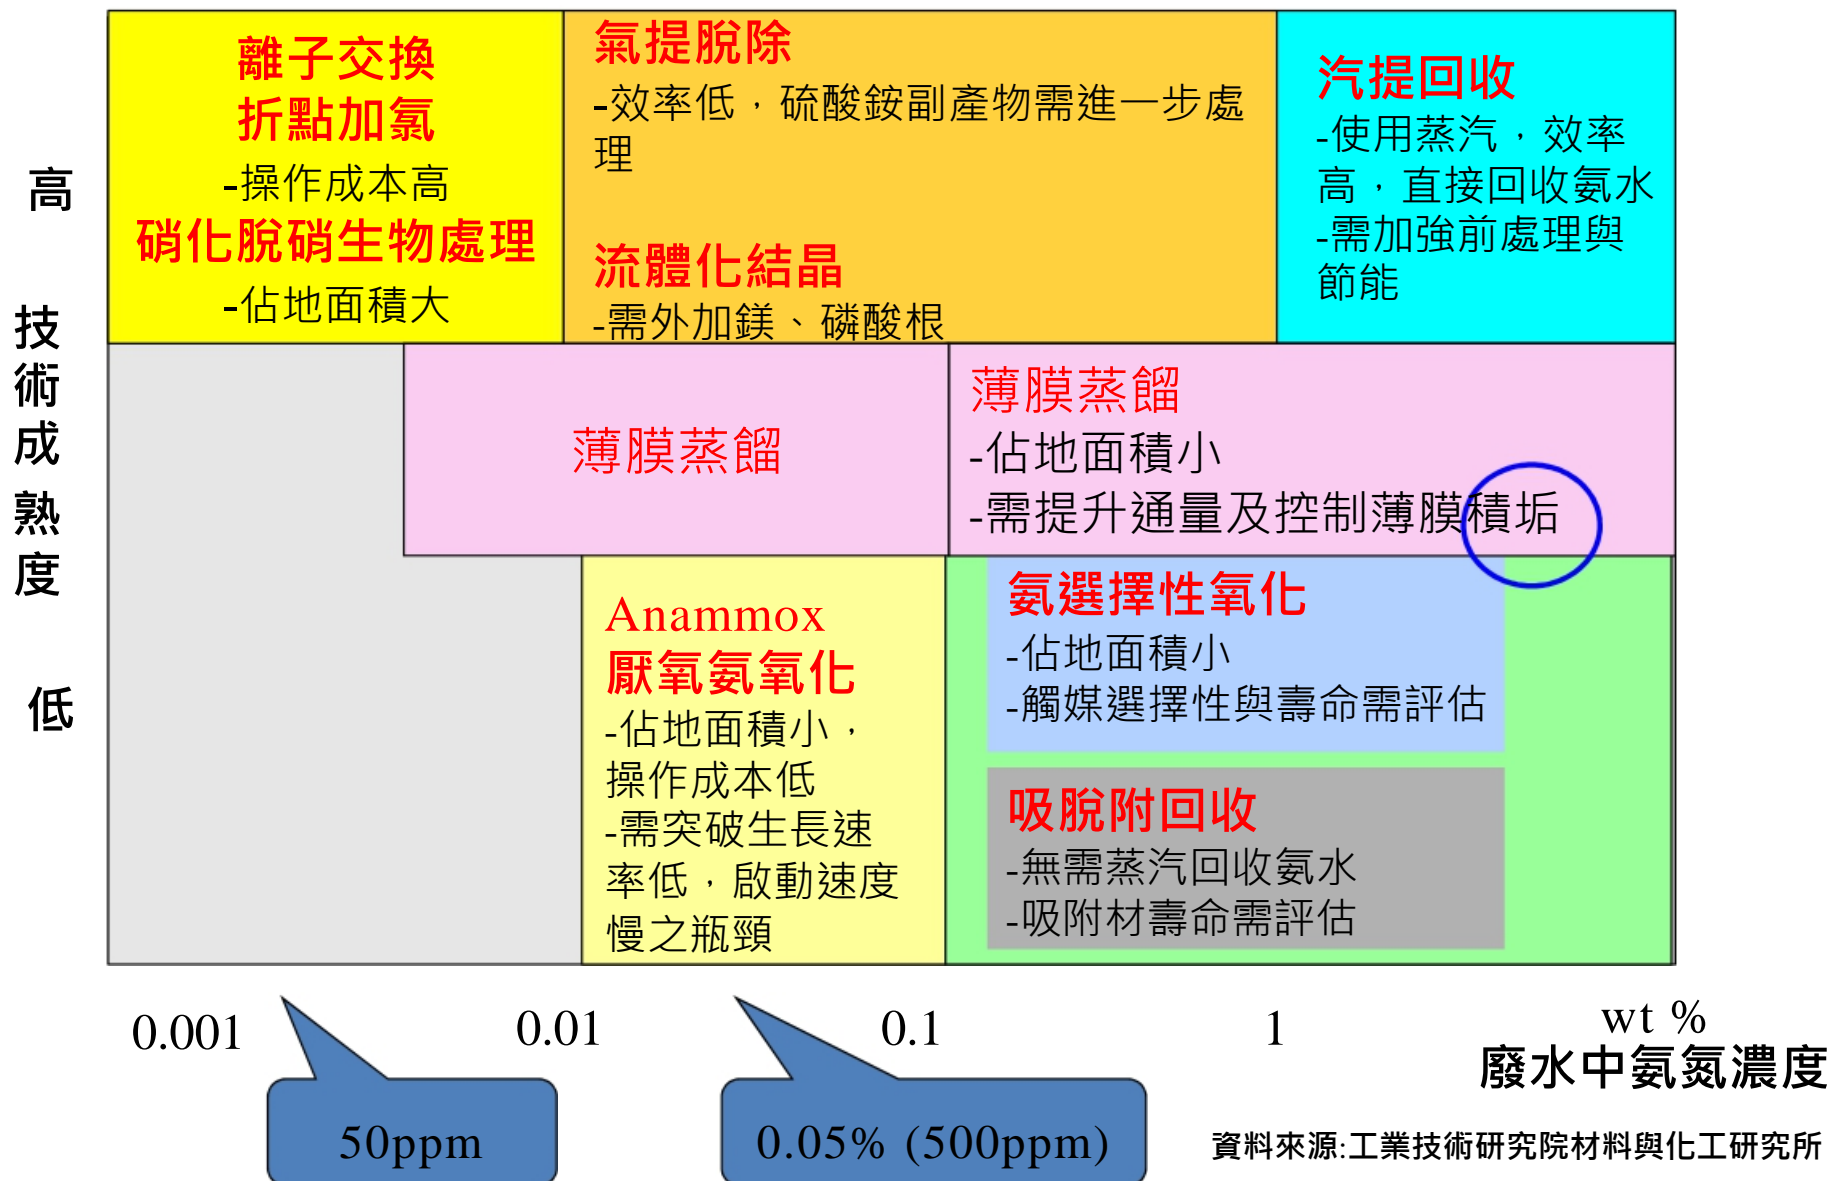 高
技
術
成
熟
度
低
離子交換
折點加氯
-操作成本高
硝化脫硝生物處理
-佔地面積大
氣提脫除
-效率低，硫酸銨副產物需進一步處
理
流體化結晶
-需外加鎂、磷酸根
汽提回收
-使用蒸汽，效率
高，直接回收氨水
-需加強前處理與
節能
薄膜蒸餾
薄膜蒸餾
-佔地面積小
-需提升通量及控制薄膜積垢
Anammox
厭氧氨氧化
-佔地面積小，
操作成本低
-需突破生長速
率低，啟動速度
慢之瓶頸
氨選擇性氧化
-佔地面積小
-觸媒選擇性與壽命需評估
吸脫附回收
-無需蒸汽回收氨水
-吸附材壽命需評估
0.001
0.01
0.1
1
wt %
廢水中氨氮濃度
50ppm
0.05% (500ppm)
資料來源:工業技術研究院材料與化工研究所